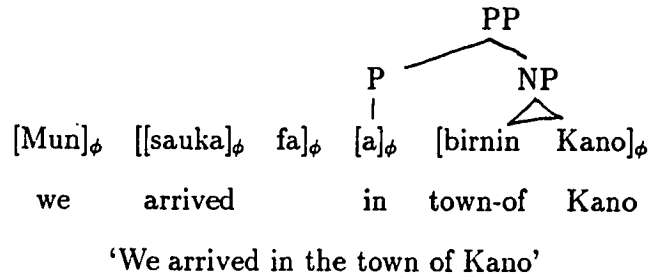 PP
P NP
[Mun]ϕ [[sauka]ϕ fa]ϕ [a]ϕ [birnin Kano]ϕ
we arrived in town-of Kano
‘We arrived in the town of Kano’